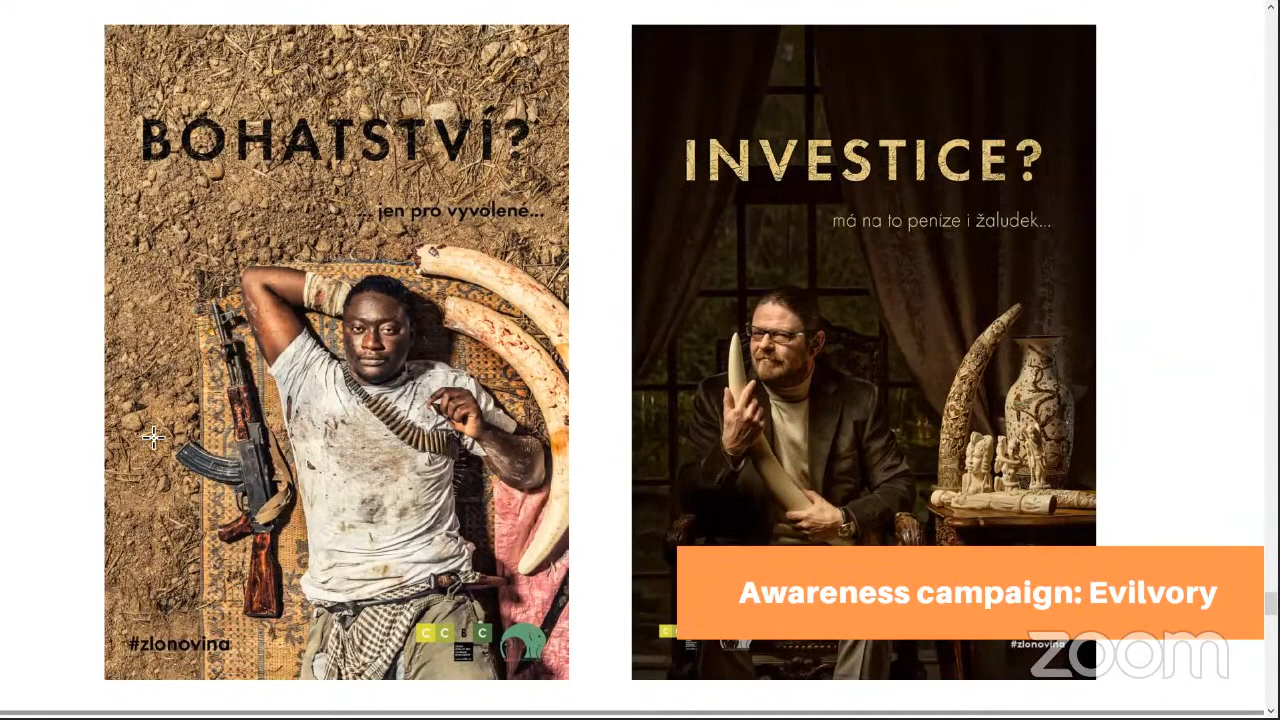 BOHATSTVÍ?
... jen pro vyvolené...
#zlonovina
C C B C
INVESTICE?
má na to peníze i žaludek...
Awareness campaign: Evilvory
#zlonovina
zoom